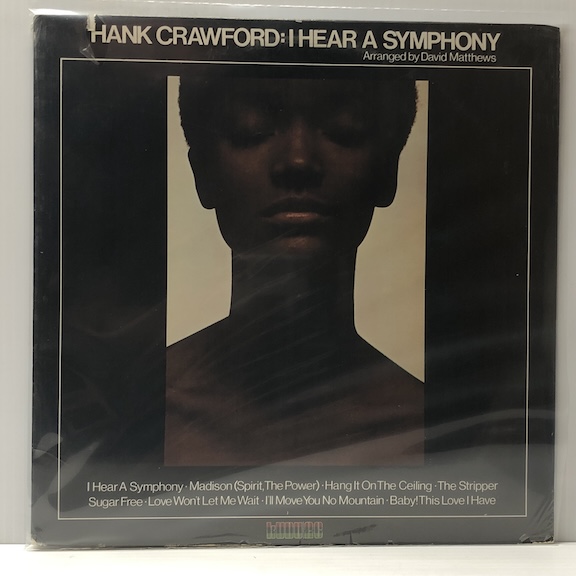 HANK CRAWFORD: I HEAR A SYMPHONY
Arranged by David Matthews
I Hear A Symphony · Madison (Spirit, The Power) · Hang It On The Ceiling · The Stripper
Sugar Free · Love Won't Let Me Wait · I'll Move You No Mountain · Baby! This Love I Have
KUDU